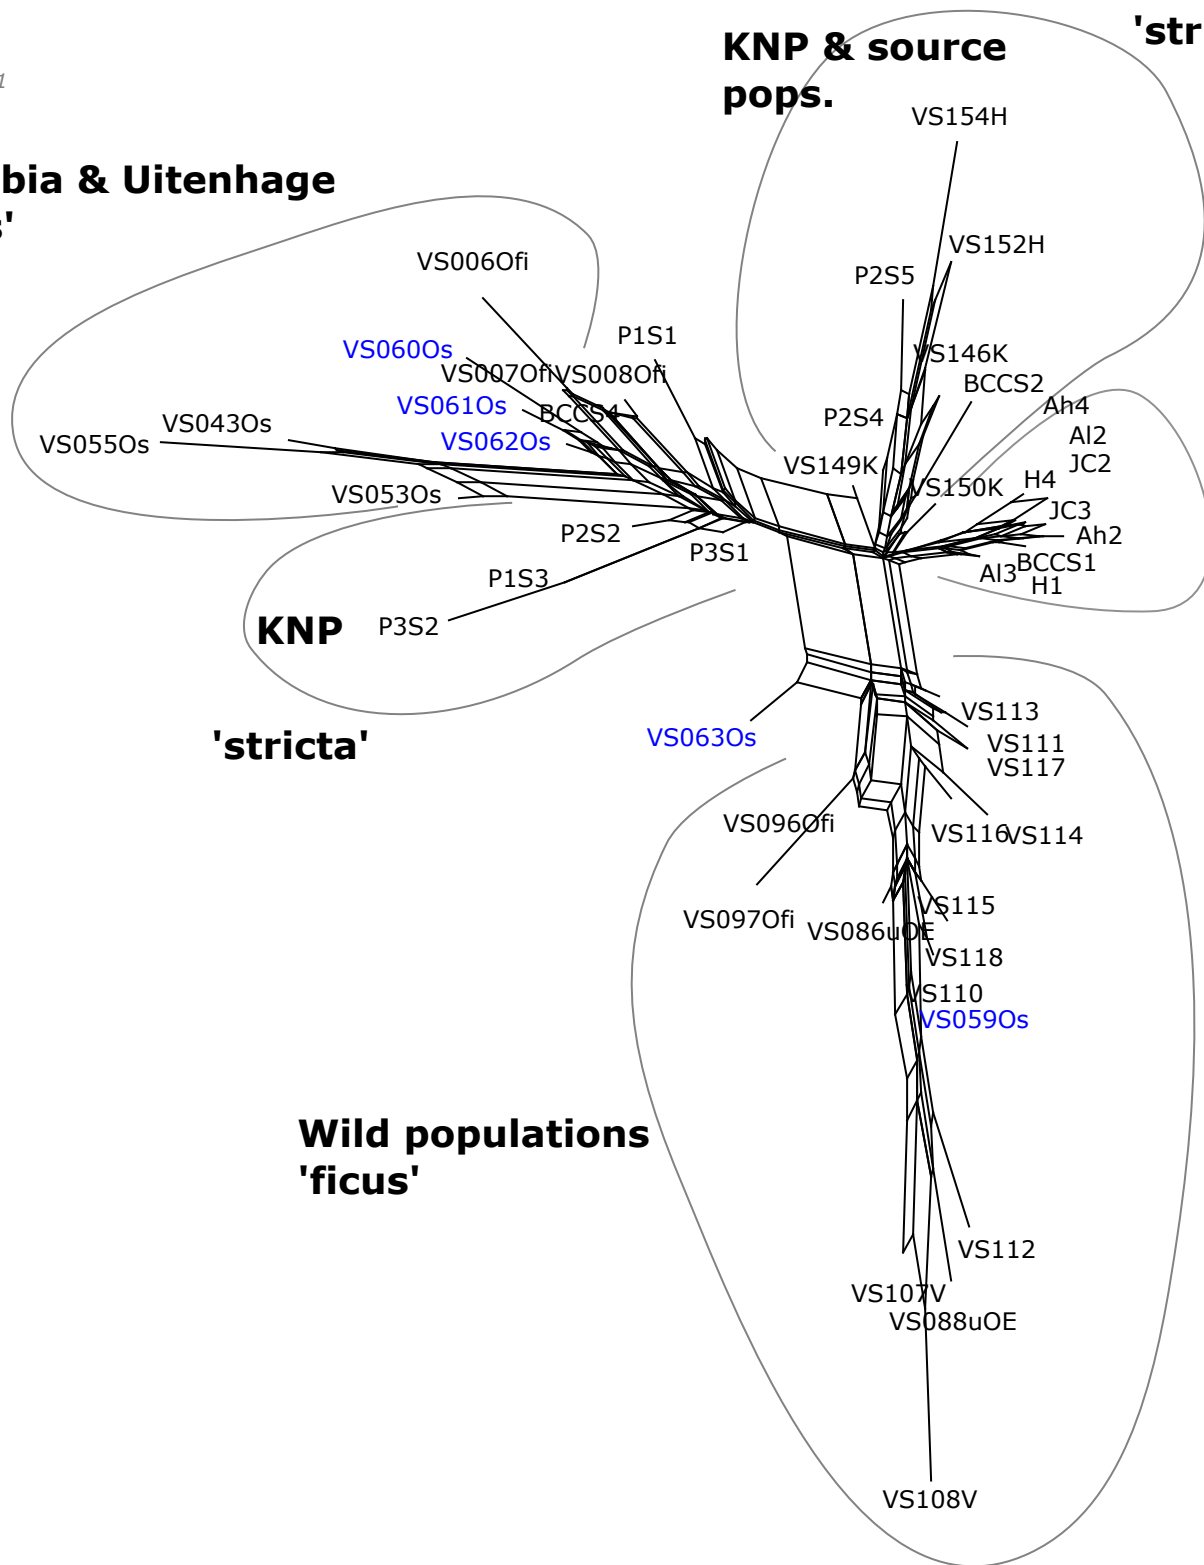 'str
KNP & source
pops.
1
VS154H
bia & Uitenhage
s'
VS152H
VS006Ofi
P2S5
P1S1
VS060Os
VS146K
VS007Ofi
VS008Ofi
BCCS2
VS061Os
BCCS4
Ah4
VS043Os
P2S4
VS055Os
VS062Os
Al2
VS149K
JC2
H4
VS053Os
VS150K
JC3
P2S2
Ah2
P3S1
BCCS1
Al3
P1S3
H1
KNP
P3S2
VS113
'stricta'
VS063Os
VS111
VS117
VS096Ofi
VS116
VS114
VS115
VS097Ofi
VS086uOE
VS118
S110
VS059Os
Wild populations
'ficus'
VS112
VS107V
VS088uOE
VS108V